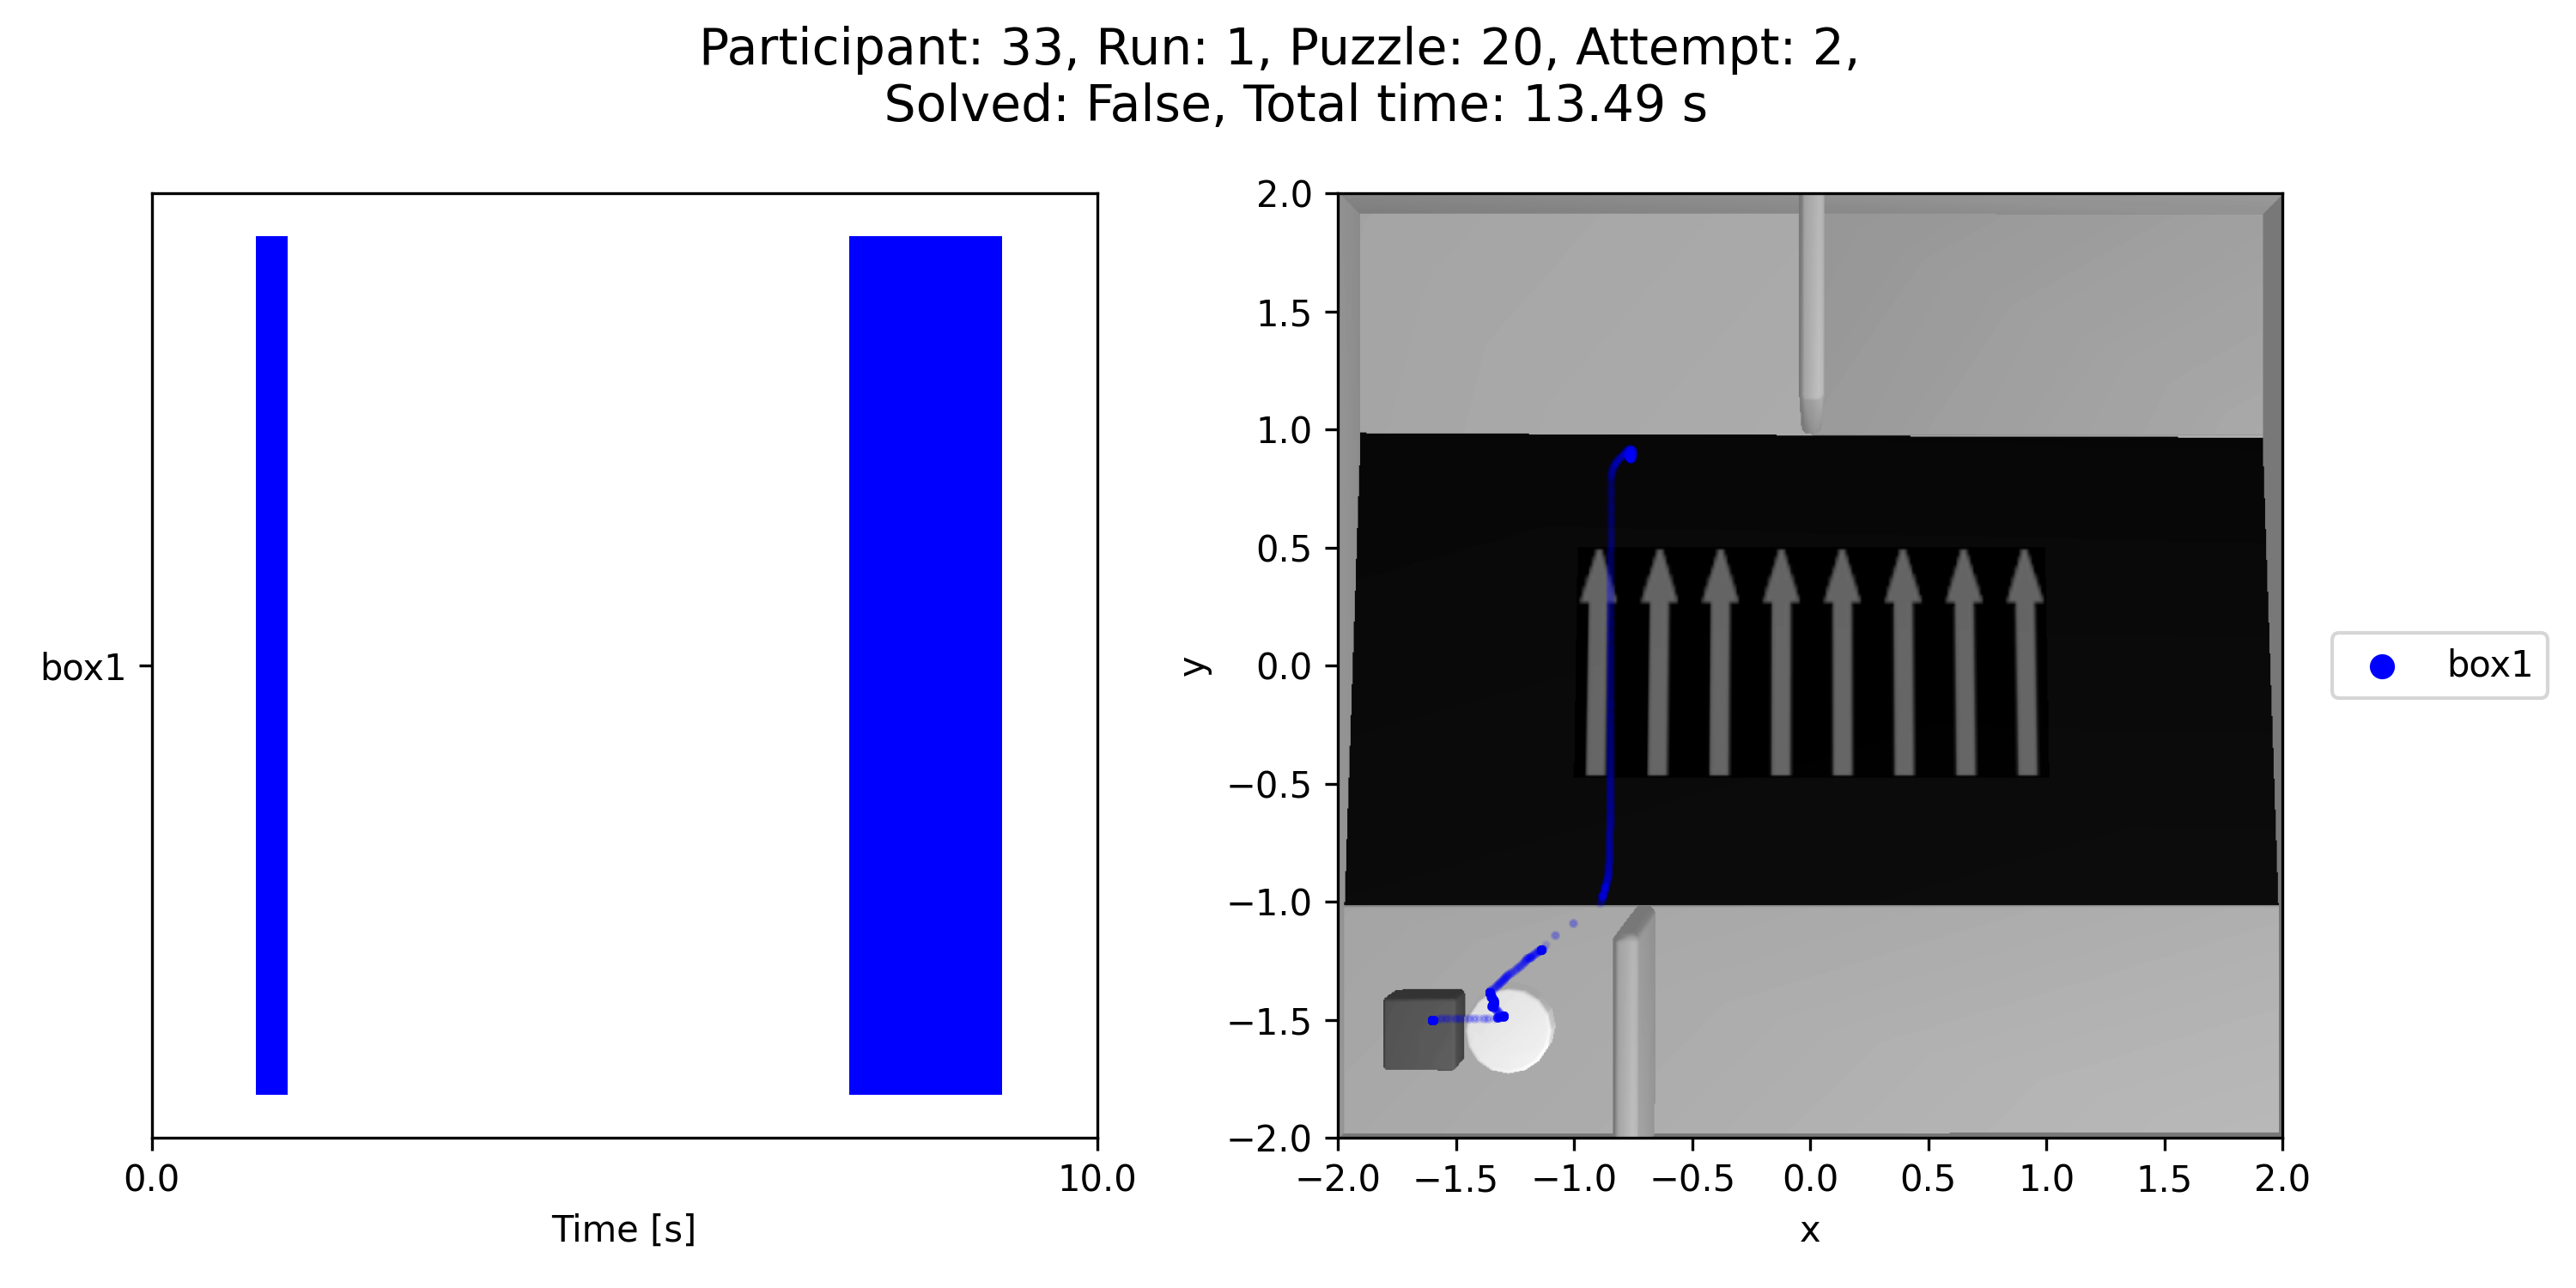 Participant: 33, Run: 1, Puzzle: 20, Attempt: 2,
Solved: False, Total time: 13.49 s
box1
0.0
10.0
Time [s]
2.0
1.5
1.0
0.5
0.0
−0.5
−1.0
−1.5
−2.0
y
−2.0
−1.5
−1.0
−0.5
0.0
0.5
1.0
1.5
2.0
x
box1